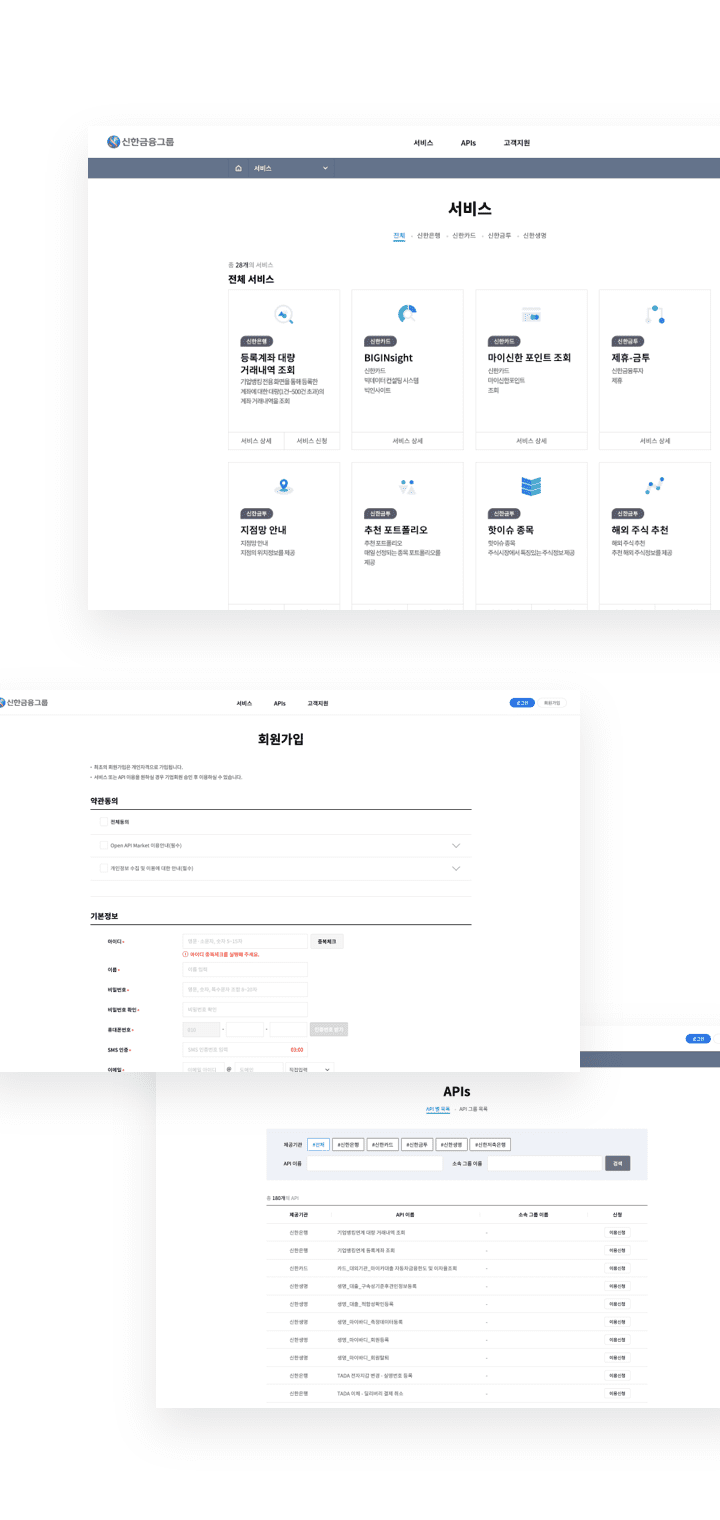 신한금융그룹
서비스 APIs 고객지원
서비스
서비스
전체 신한은행 신한카드 신한금투 신한생명
총 28개의 서비스
전체 서비스
신한은행
등록계좌 대량
거래내역 조회
기업뱅킹 전용 화면을 통해 등록한
계좌에 대한 대량(1건~500건 초과)의
계좌 거래내역을 조회
서비스 상세 서비스 신청
신한카드
BIGINsight
신한카드
빅데이터 컨설팅 시스템
빅인사이트
서비스 상세
신한카드
마이신한 포인트 조회
신한카드
마이신한포인트
조회
서비스 상세
신한금투
제휴-금투
신한금융투자
제휴
서비스 상세
신한금투
지점망 안내
지점망 안내
지점의 위치정보를 제공
신한금투
추천 포트폴리오
추천 포트폴리오
매일 선정되는 종목 포트폴리오를
제공
신한금투
핫이슈 종목
핫이슈 종목
주식시장에서 특징있는 주식정보 제공
신한금투
해외 주식 추천
해외 주식 추천
추천 해외 주식정보를 제공
신한금융그룹
서비스 APIs 고객지원
로그인 회원가입
회원가입
- 최초의 회원가입은 개인자격으로 가입됩니다.
- 서비스 또는 API 이용을 원하실 경우 기업회원 승인 후 이용하실 수 있습니다.
약관동의
전체동의
Open API Market 이용안내(필수)
개인정보 수집 및 이용에 대한 안내(필수)
기본정보
아이디* 영문·소문자, 숫자 6~15자 중복체크
아이디 중복체크를 실행해 주세요.
이름* 이름 입력
비밀번호* 영문, 숫자, 특수문자 조합 8~20자
비밀번호 확인* 비밀번호 확인
휴대폰번호* 010 - - 인증번호 받기
SMS 인증* SMS 인증번호 입력 03:00
이메일* 이메일 아이디 @ 도메인 직접입력
로그인
APIs
API 별 목록 API 그룹 목록
제공기관 #전체 #신한은행 #신한카드 #신한금투 #신한생명 #신한저축은행
API 이름 소속 그룹 이름 검색
총 180개의 API
제공기관 API 이름 소속 그룹 이름 신청
신한은행 기업뱅킹연계 대량 거래내역 조회 - 이용신청
신한은행 기업뱅킹연계 등록계좌 조회 - 이용신청
신한카드 카드_대외기관_마이카대출 자동차금융한도 및 이자율조회 - 이용신청
신한생명 생명_대출_구속성기준후견인정보등록 - 이용신청
신한생명 생명_대출_적합성확인등록 - 이용신청
신한생명 생명_마이바디_측정데이터등록 - 이용신청
신한생명 생명_마이바디_회원등록 - 이용신청
신한생명 생명_마이바디_회원탈퇴 - 이용신청
신한은행 TADA 전자지갑 변경 - 실명번호 등록 - 이용신청
신한은행 TADA 이체 - 딜리버리 결제 취소 - 이용신청